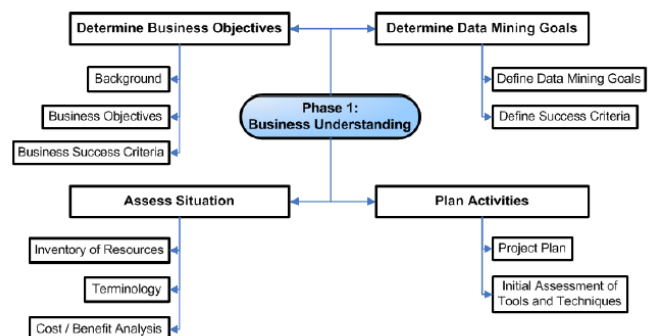 Determine Business Objectives
Determine Data Mining Goals
Background
Business Objectives
Business Success Criteria
Define Data Mining Goals
Define Success Criteria
Phase 1:
Business Understanding
Assess Situation
Plan Activities
Inventory of Resources
Terminology
Cost / Benefit Analysis
Project Plan
Initial Assessment of
Tools and Techniques